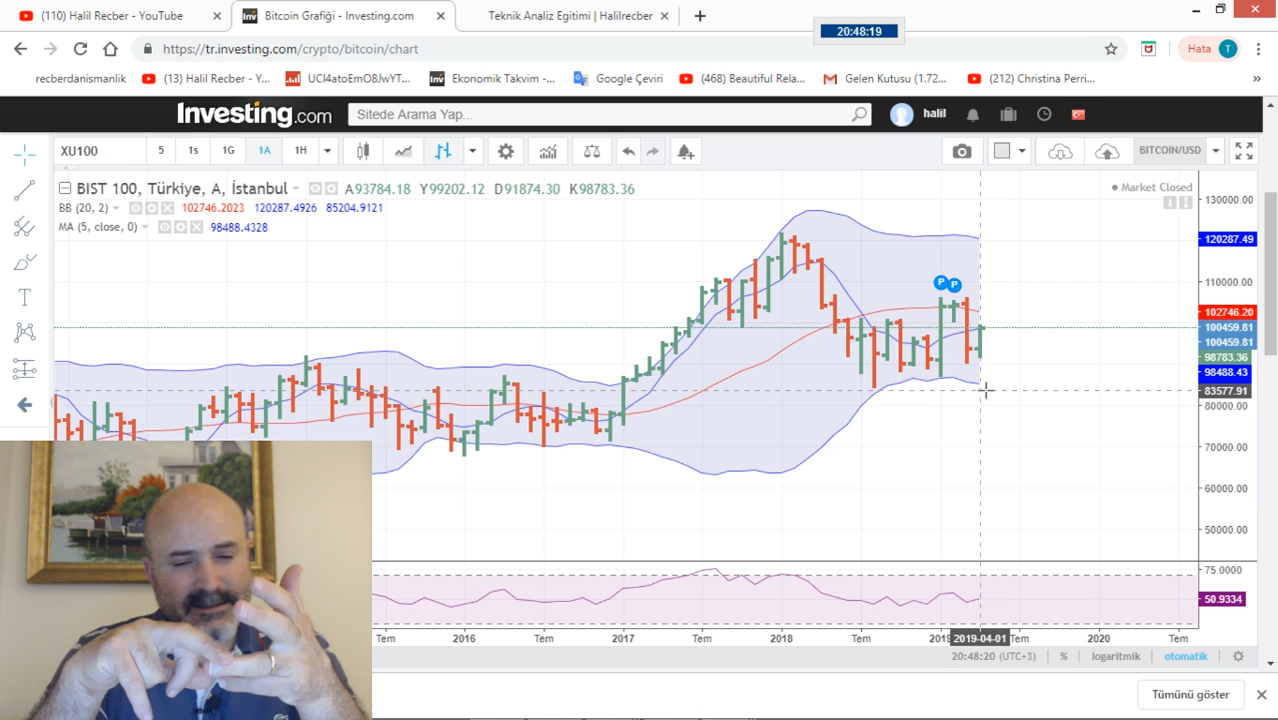 (110) Halil Recber - YouTube
Bitcoin Grafiği - Investing.com
Teknik Analiz Egitimi | Halilrecber
20:48:19
https://tr.investing.com/crypto/bitcoin/chart
Hata
T
recberdanismanlik
(13) Halil Recber - Y...
UCl4atoEmO8JwYT...
Inv
Ekonomik Takvim -...
Google Çeviri
(468) Beautiful Rela...
Gelen Kutusu (1.72...
(212) Christina Perri...
»
Investing.com
Sitede Arama Yap...
halil
XU100
5
1s
1G
1A
1H
BITCOIN/USD
BIST 100, Türkiye, A, İstanbul
A93784.18 Y99202.12 D91874.30 K98783.36
Market Closed
BB (20, 2)
102746.2023 120287.4926 85204.9121
MA (5, close, 0)
98488.4328
P P
130000.00
120287.49
110000.00
102746.20
100459.81
100459.81
98783.36
98488.43
83577.91
80000.00
70000.00
60000.00
50000.00
75.0000
50.9334
Tem 2016 Tem 2017 Tem 2018 Tem 2019 2019-04-01 Tem 2020 Tem
20:48:20 (UTC+3) % logaritmik otomatik
Tümünü göster